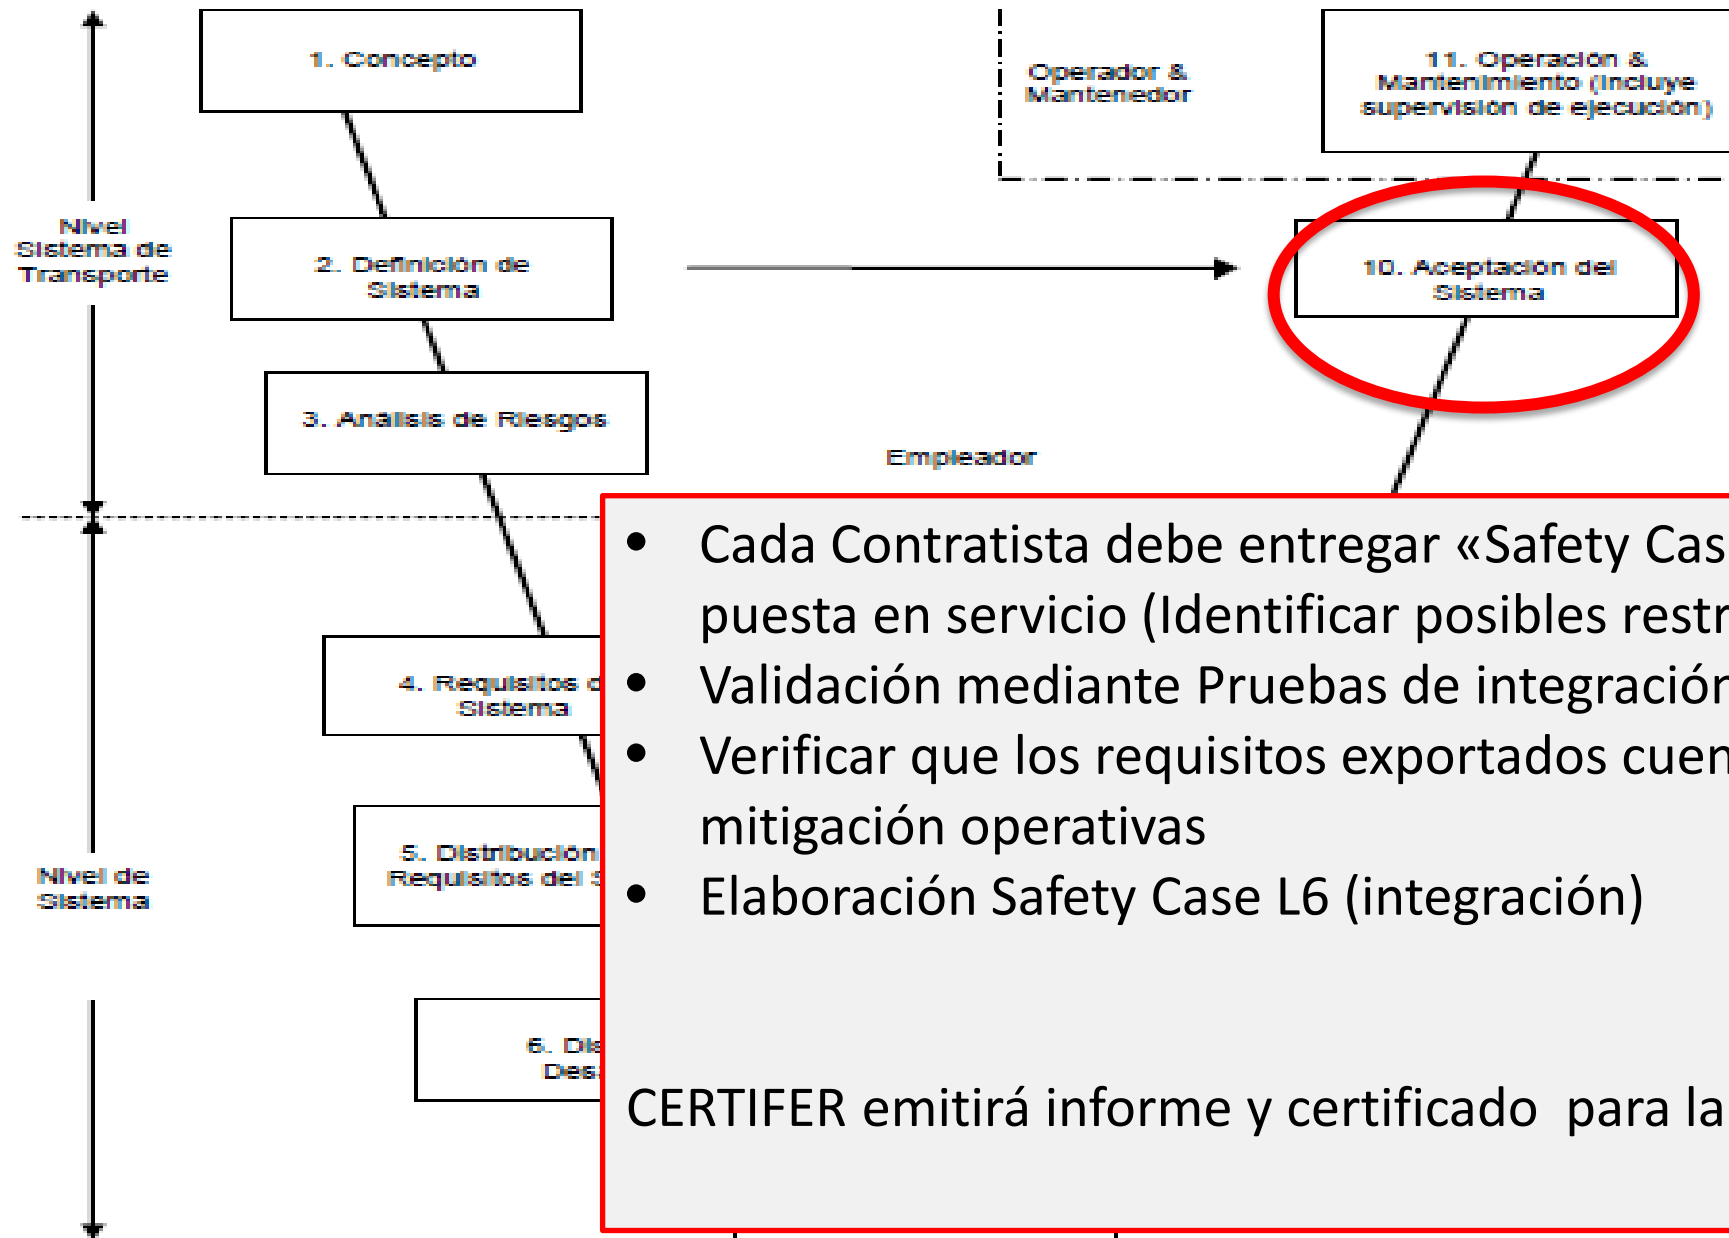 1. Concepto
Operador &
Mantenedor
11. Operación &
Mantenimiento (incluye
supervisión de ejecución)
Nivel
Sistema de
Transporte
2. Definición de
Sistema
10. Aceptación del
Sistema
3. Análisis de Riesgos
Empleador
Nivel de
Sistema
4. Requisitos d
Sistema
5. Distribución
Requisitos del S
6. Dis
Desa
• Cada Contratista debe entregar «Safety Cas
puesta en servicio (Identificar posibles restr
• Validación mediante Pruebas de integración
• Verificar que los requisitos exportados cuen
mitigación operativas
• Elaboración Safety Case L6 (integración)
CERTIFER emitirá informe y certificado para la